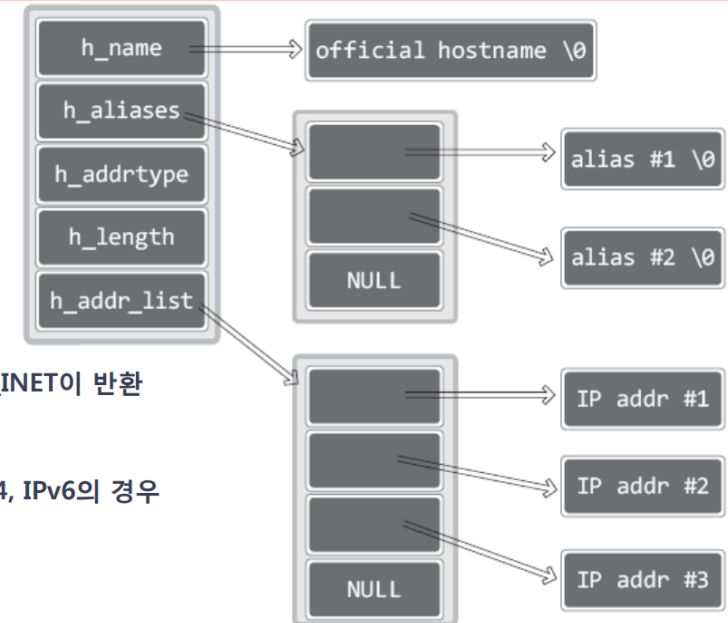 h_name
official hostname \0
h_aliases
alias #1 \0
h_addrtype
h_length
alias #2 \0
NULL
h_addr_list
_INET이 반환
IP addr #1
4, IPv6의 경우
IP addr #2
IP addr #3
NULL